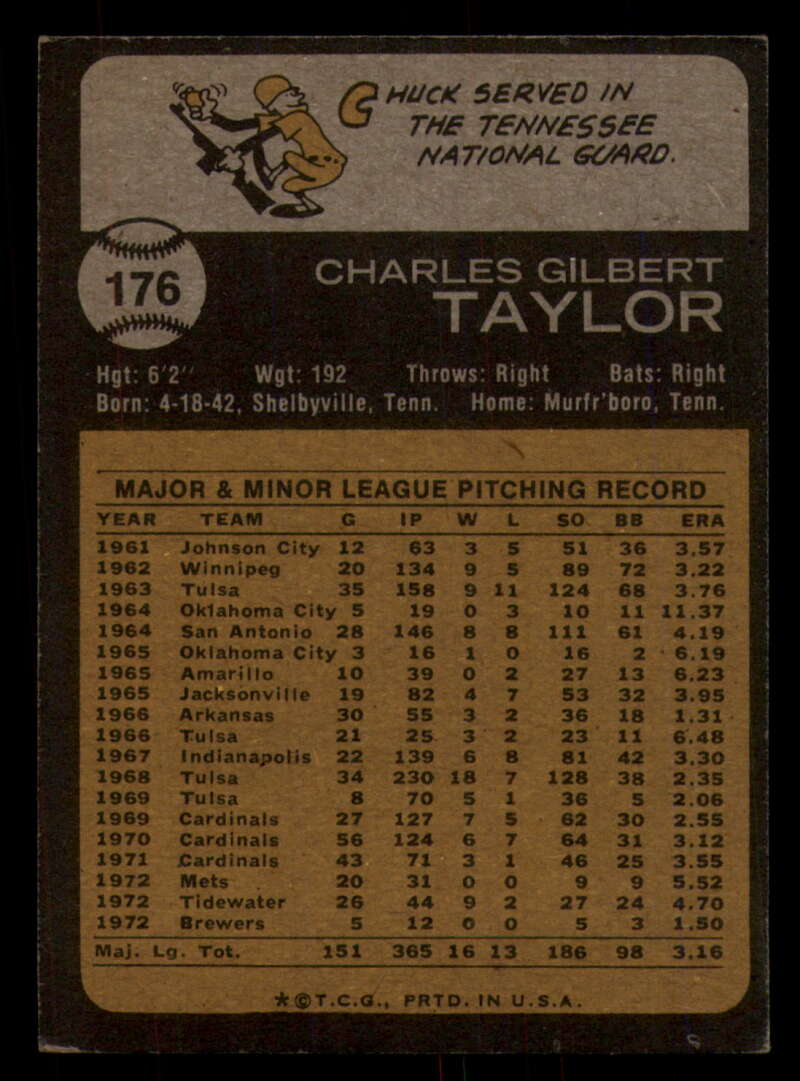 CHUCK SERVED IN
THE TENNESSEE
NATIONAL GUARD.
176
CHARLES GILBERT
TAYLOR
Hgt: 6'2" Wgt: 192 Throws: Right Bats: Right
Born: 4-18-42, Shelbyville, Tenn. Home: Murfr'boro, Tenn.
MAJOR & MINOR LEAGUE PITCHING RECORD
YEAR TEAM G IP W L SO BB ERA
1961 Johnson City 12 63 3 5 51 36 3.57
1962 Winnipeg 20 134 9 5 89 72 3.22
1963 Tulsa 35 158 9 11 124 68 3.76
1964 Oklahoma City 5 19 0 3 10 11 11.37
1964 San Antonio 28 146 8 8 111 61 4.19
1965 Oklahoma City 3 16 1 0 16 2 6.19
1965 Amarillo 10 39 0 2 27 13 6.23
1965 Jacksonville 19 82 4 7 53 32 3.95
1966 Arkansas 30 55 3 2 36 18 1.31
1966 Tulsa 21 25 3 2 23 11 6.48
1967 Indianapolis 22 139 6 8 81 42 3.30
1968 Tulsa 34 230 18 7 128 38 2.35
1969 Tulsa 8 70 5 1 36 5 2.06
1969 Cardinals 27 127 7 5 62 30 2.55
1970 Cardinals 56 124 6 7 64 31 3.12
1971 Cardinals 43 71 3 1 46 25 3.55
1972 Mets 20 31 0 0 9 9 5.52
1972 Tidewater 26 44 9 2 27 24 4.70
1972 Brewers 5 12 0 0 5 3 1.50
Maj. Lg. Tot. 151 365 16 13 186 98 3.16
★©T.C.G., PRTD. IN U.S.A.